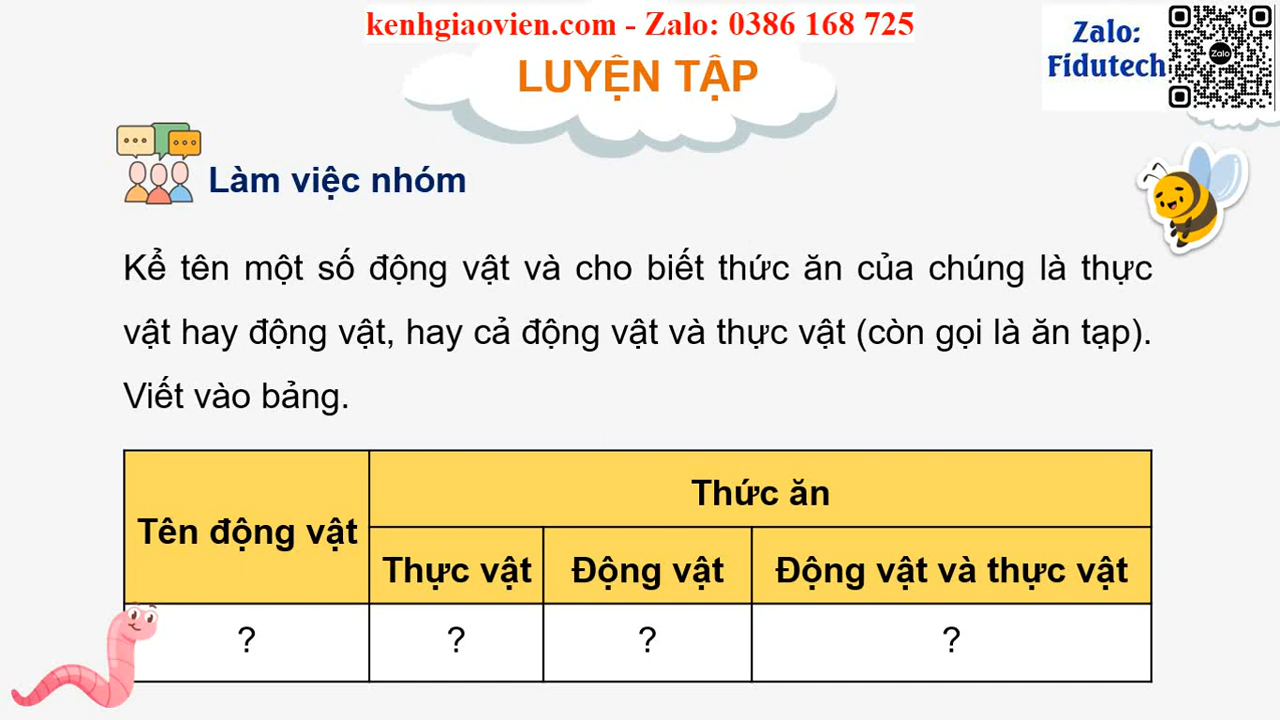 kenhgiaovien.com - Zalo: 0386 168 725
Zalo:
Fidutech
Zalo
LUYỆN TẬP
Làm việc nhóm
Kể tên một số động vật và cho biết thức ăn của chúng là thực
vật hay động vật, hay cả động vật và thực vật (còn gọi là ăn tạp).
Viết vào bảng.
Tên động vật
Thức ăn
Thực vật
Động vật
Động vật và thực vật
?
?
?
?